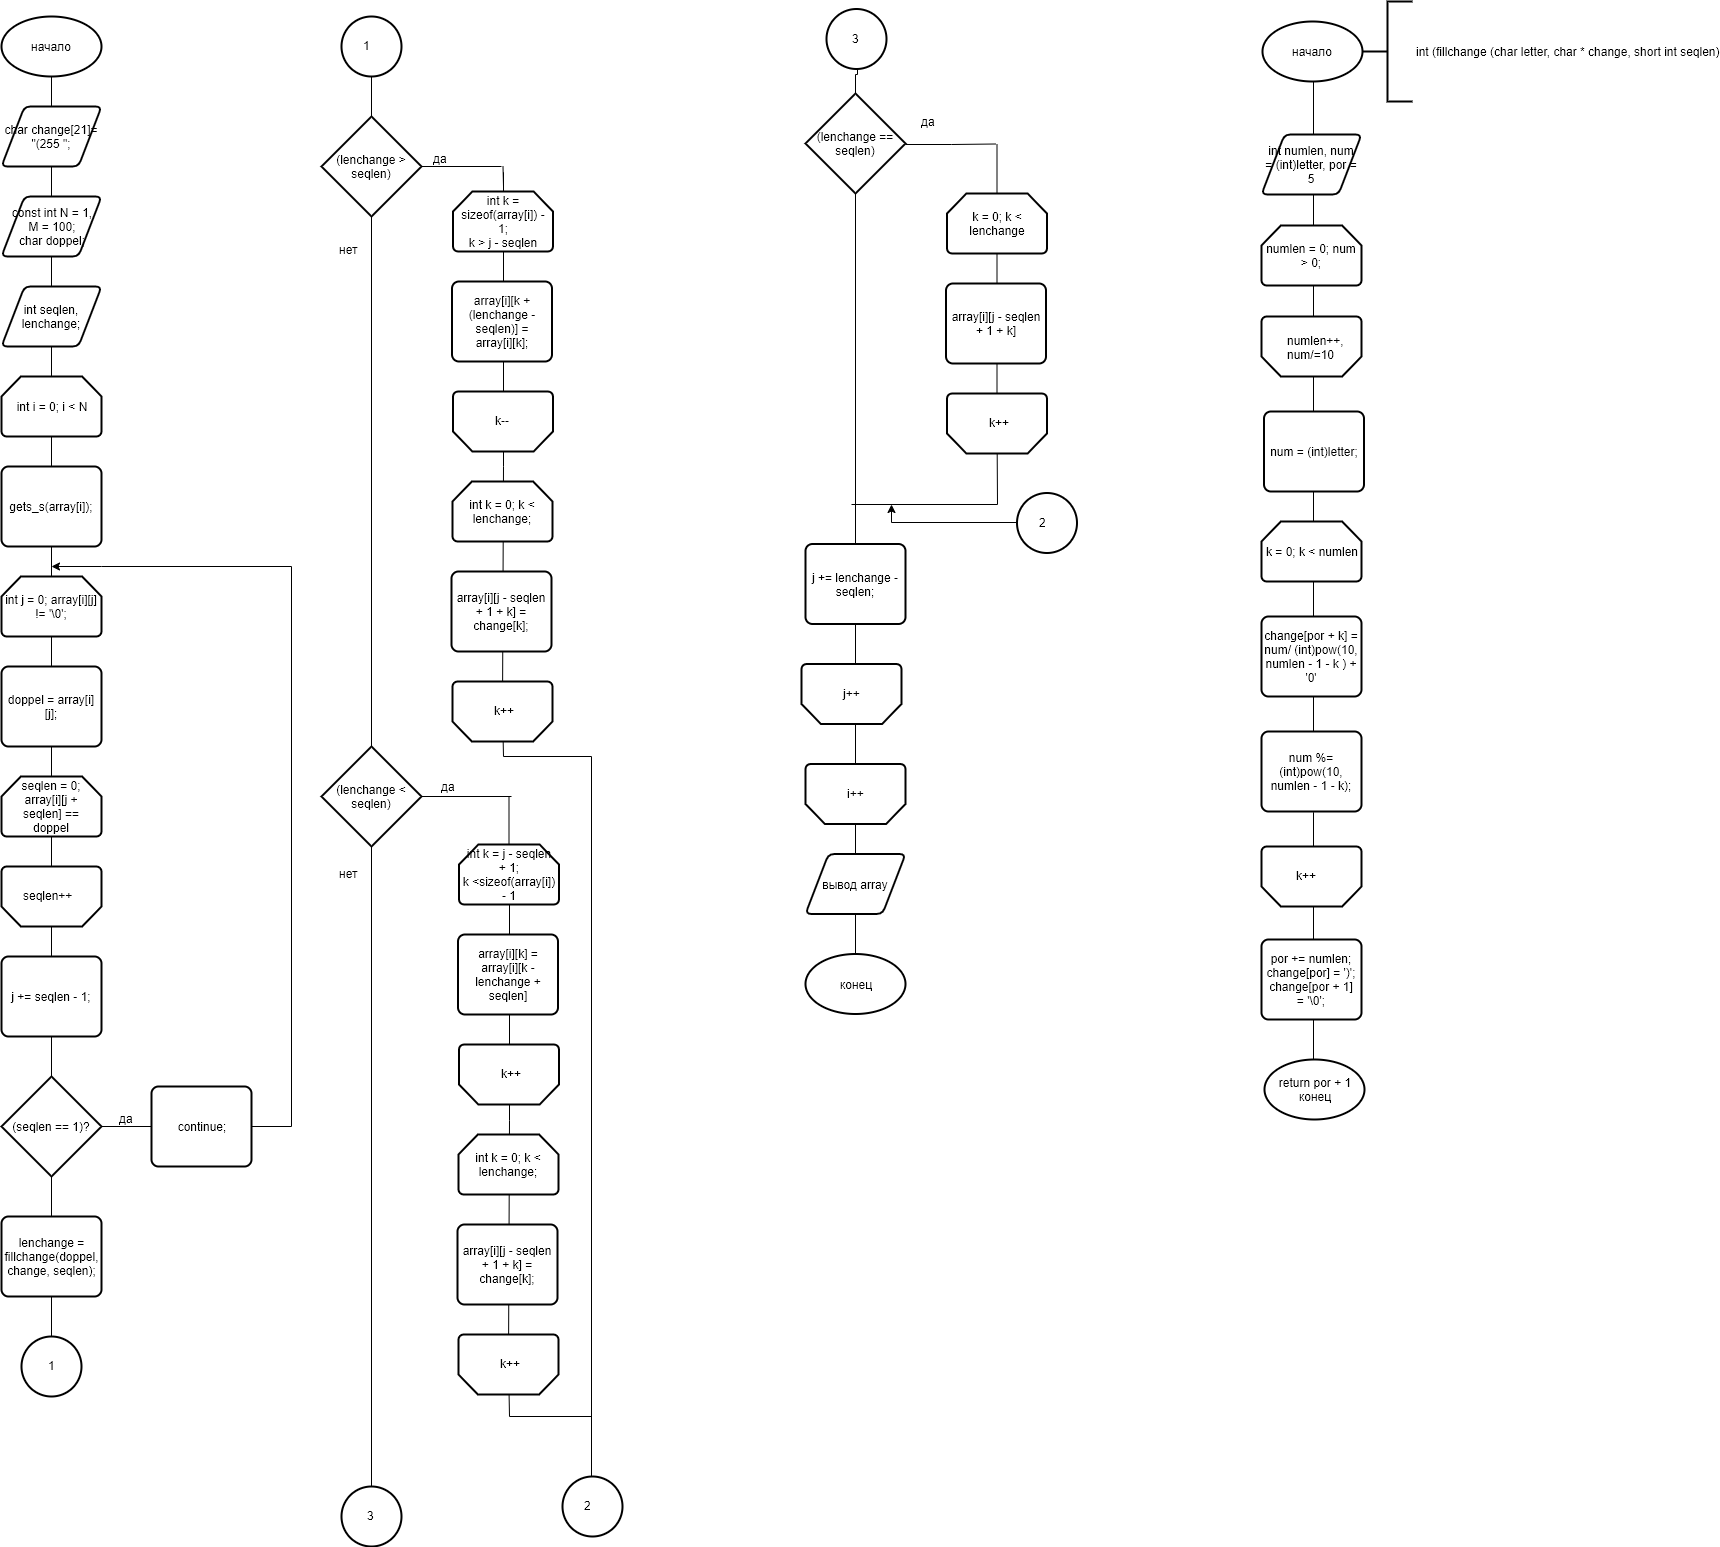 начало
char change[21]=
"(255 ";
const int N = 1,
M = 100;
char doppel;
int seqlen,
lenchange;
int i = 0; i < N
gets_s(array[i]);
int j = 0; array[i][j]
!= '\0';
doppel = array[i]
[j];
seqlen = 0;
array[i][j +
seqlen] ==
doppel
seqlen++
j += seqlen - 1;
(seqlen == 1)?
да
continue;
lenchange =
fillchange(doppel,
change, seqlen);
1
1
(lenchange >
seqlen)
да
нет
int k =
sizeof(array[i]) -
1;
k > j - seqlen
array[i][k +
(lenchange -
seqlen)] =
array[i][k];
k--
int k = 0; k <
lenchange;
array[i][j - seqlen
+ 1 + k] =
change[k];
k++
(lenchange <
seqlen)
да
нет
int k = j - seqlen
+ 1;
k <sizeof(array[i])
- 1
array[i][k] =
array[i][k -
lenchange +
seqlen]
k++
int k = 0; k <
lenchange;
array[i][j - seqlen
+ 1 + k] =
change[k];
k++
3
2
3
(lenchange ==
seqlen)
да
k = 0; k <
lenchange
array[i][j - seqlen
+ 1 + k]
k++
2
j += lenchange -
seqlen;
j++
i++
вывод array
конец
начало
int (fillchange (char letter, char * change, short int seqlen)
int numlen, num
= (int)letter, por =
5
numlen = 0; num
> 0;
numlen++,
num/=10
num = (int)letter;
k = 0; k < numlen
change[por + k] =
num/ (int)pow(10,
numlen - 1 - k ) +
'0'
num %=
(int)pow(10,
numlen - 1 - k);
k++
por += numlen;
change[por] = ')';
change[por + 1]
= '\0';
return por + 1
конец